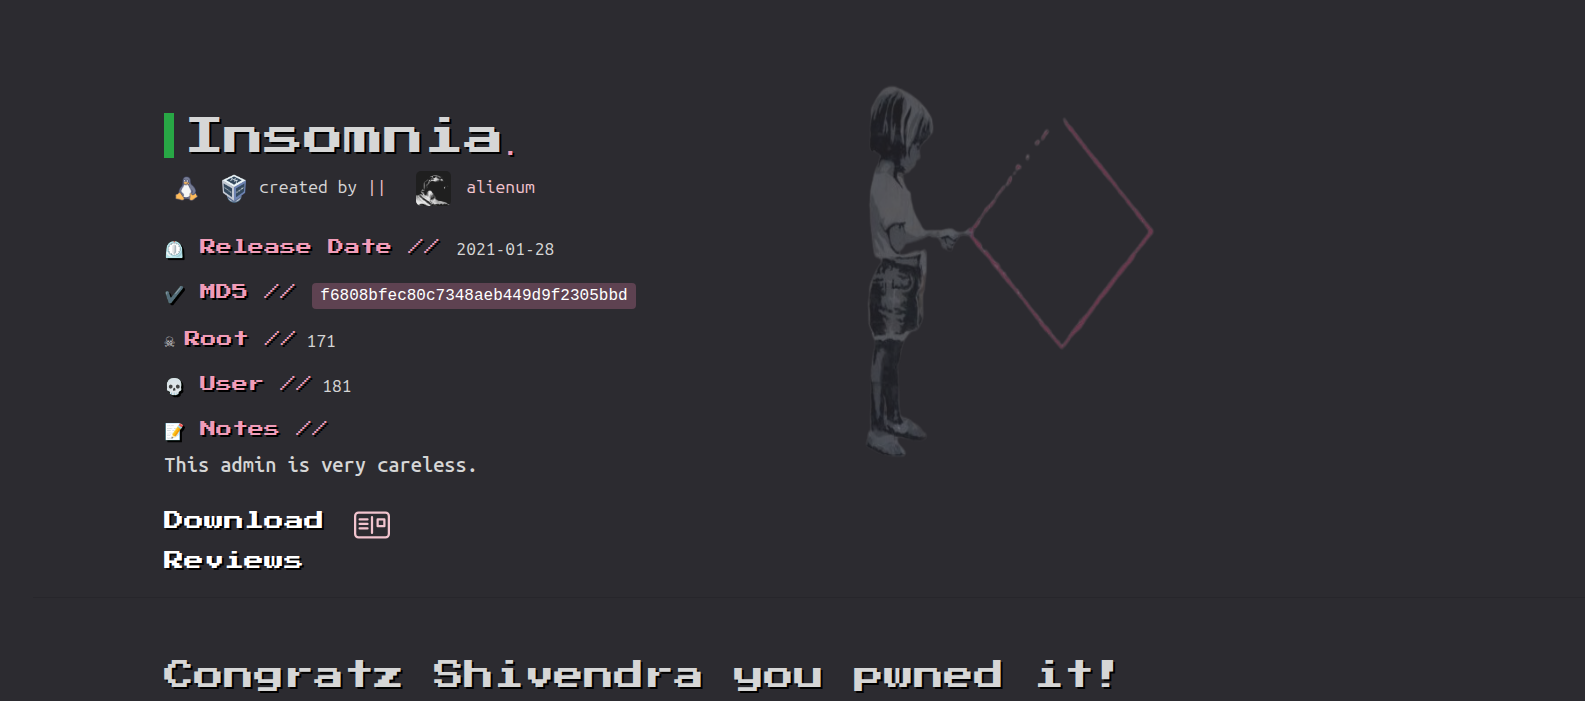 Insomnia.
created by || alienum
Release Date // 2021-01-28
MD5 // f6808bfec80c7348aeb449d9f2305bbd
Root // 171
User // 181
Notes //
This admin is very careless.
Download
Reviews
Congratz Shivendra you pwned it!